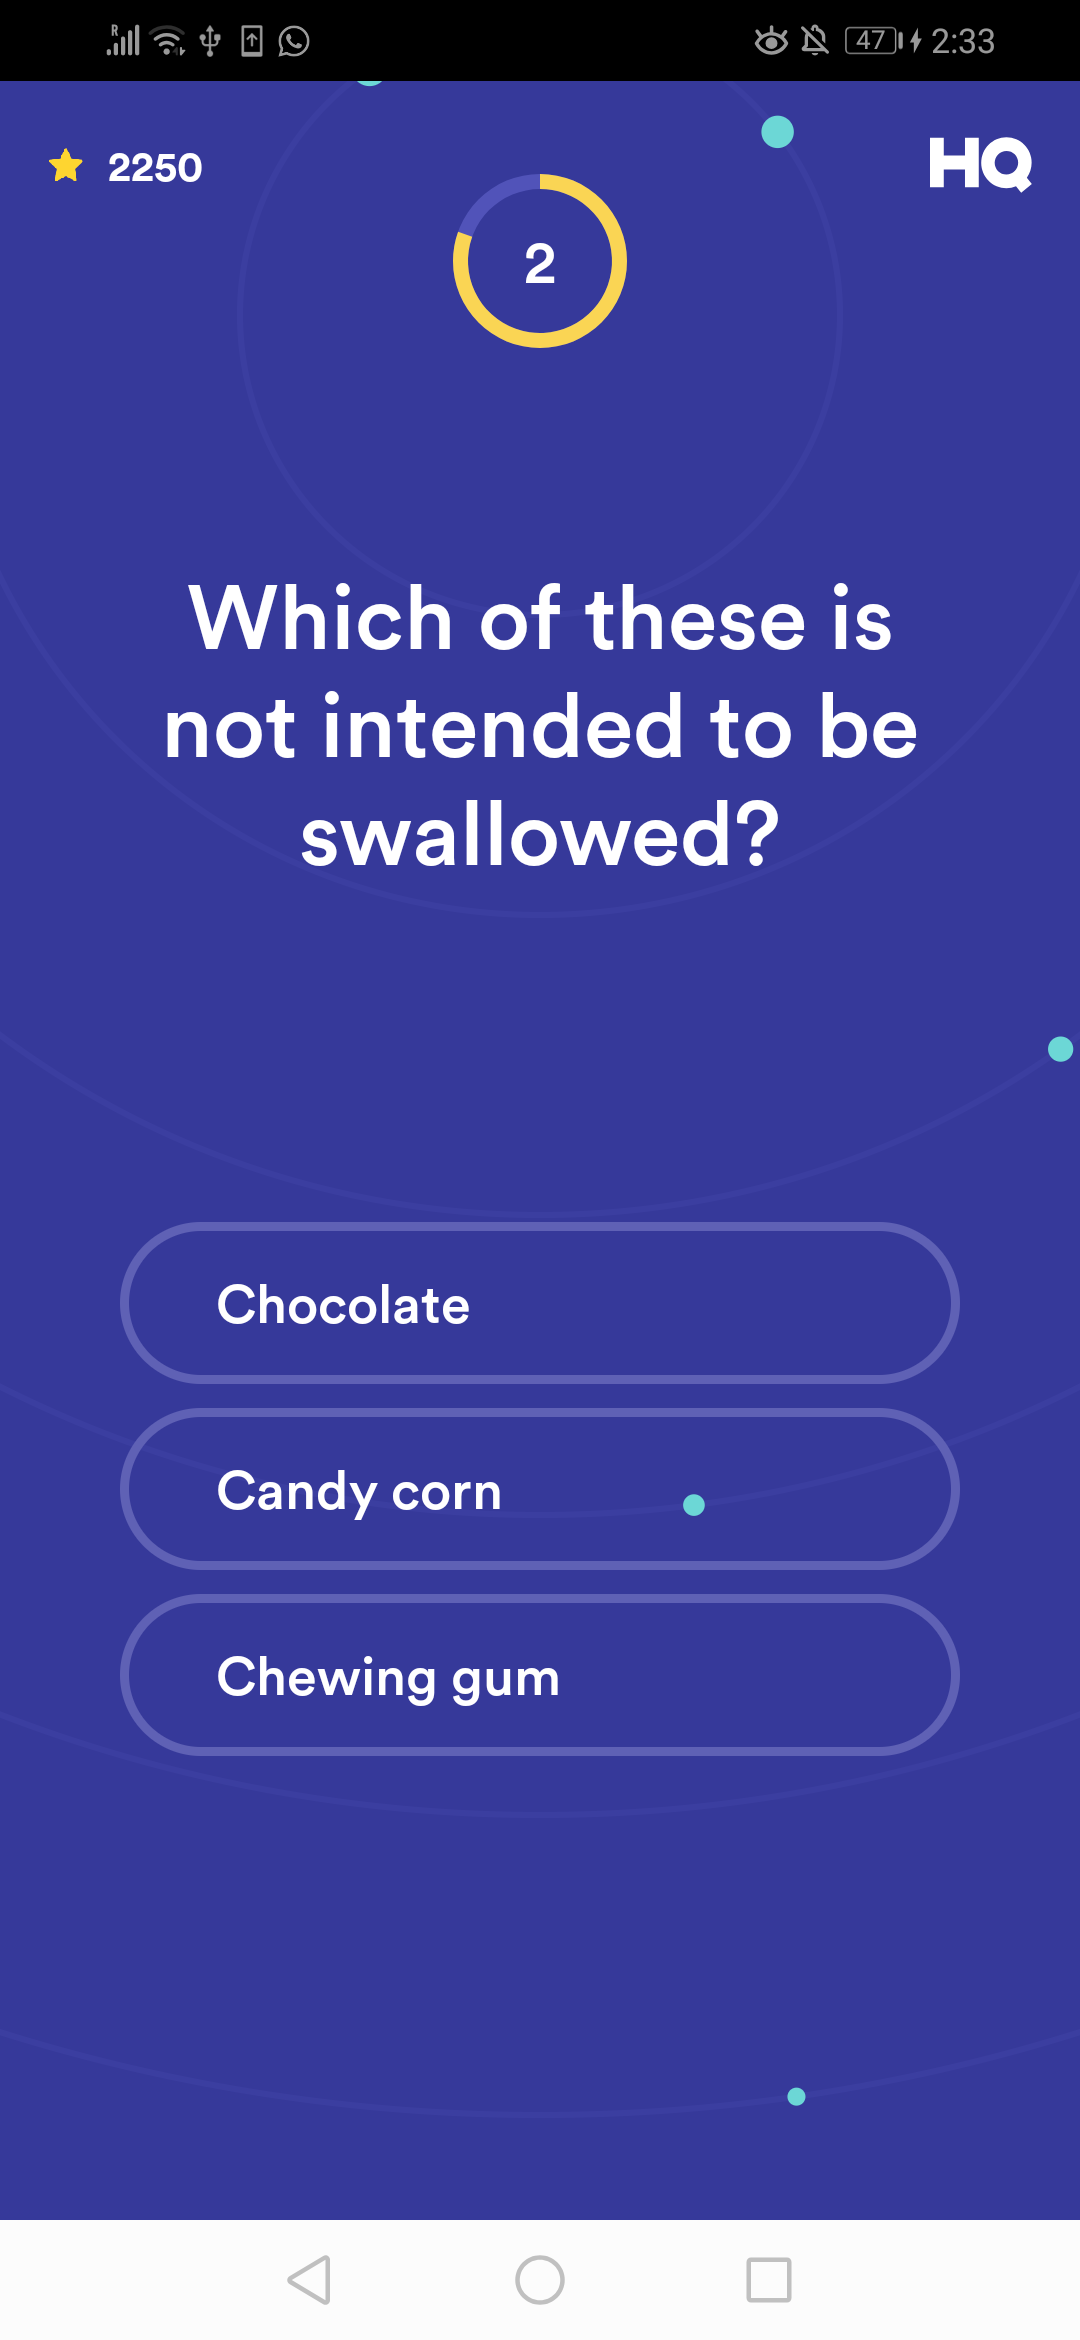 47 2:33
2250
HQ
2
Which of these is
not intended to be
swallowed?
Chocolate
Candy corn
Chewing gum